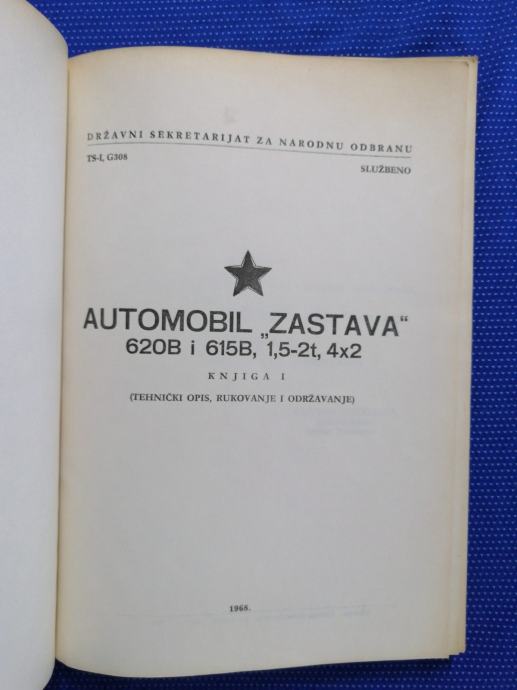 DRŽAVNI SEKRETARIJAT ZA NARODNU ODBRANU
TS-I, G308
SLUŽBENO
AUTOMOBIL „ZASTAVA“
620B i 615B, 1,5-2t, 4x2
KNJIGA I
(TEHNIČKI OPIS, RUKOVANJE I ODRŽAVANJE)
1968.